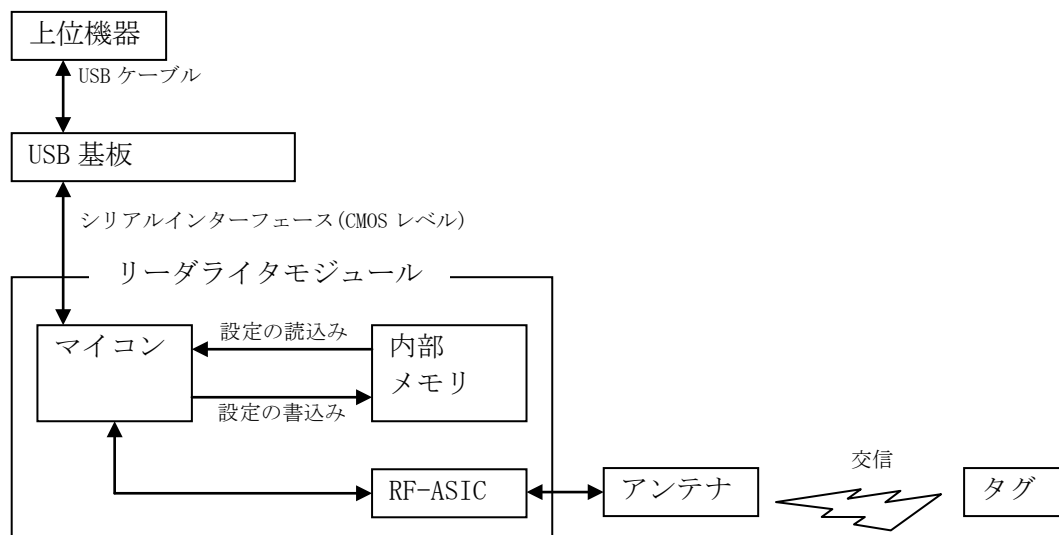 上位機器
USB ケーブル
USB 基板
シリアルインターフェース(CMOS レベル)
リーダライタモジュール
マイコン
設定の読込み
内部
メモリ
設定の書込み
RF-ASIC
アンテナ
交信
タグ